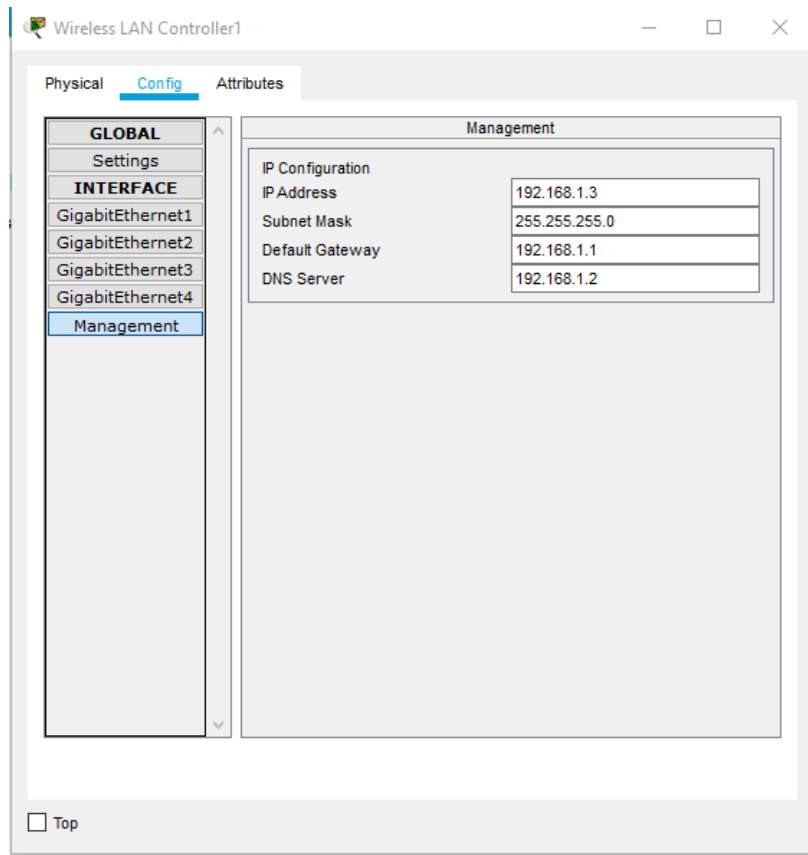 Wireless LAN Controller1
Physical Config Attributes
GLOBAL
Settings
INTERFACE
GigabitEthernet1
GigabitEthernet2
GigabitEthernet3
GigabitEthernet4
Management
Management
IP Configuration
IP Address 192.168.1.3
Subnet Mask 255.255.255.0
Default Gateway 192.168.1.1
DNS Server 192.168.1.2
Top